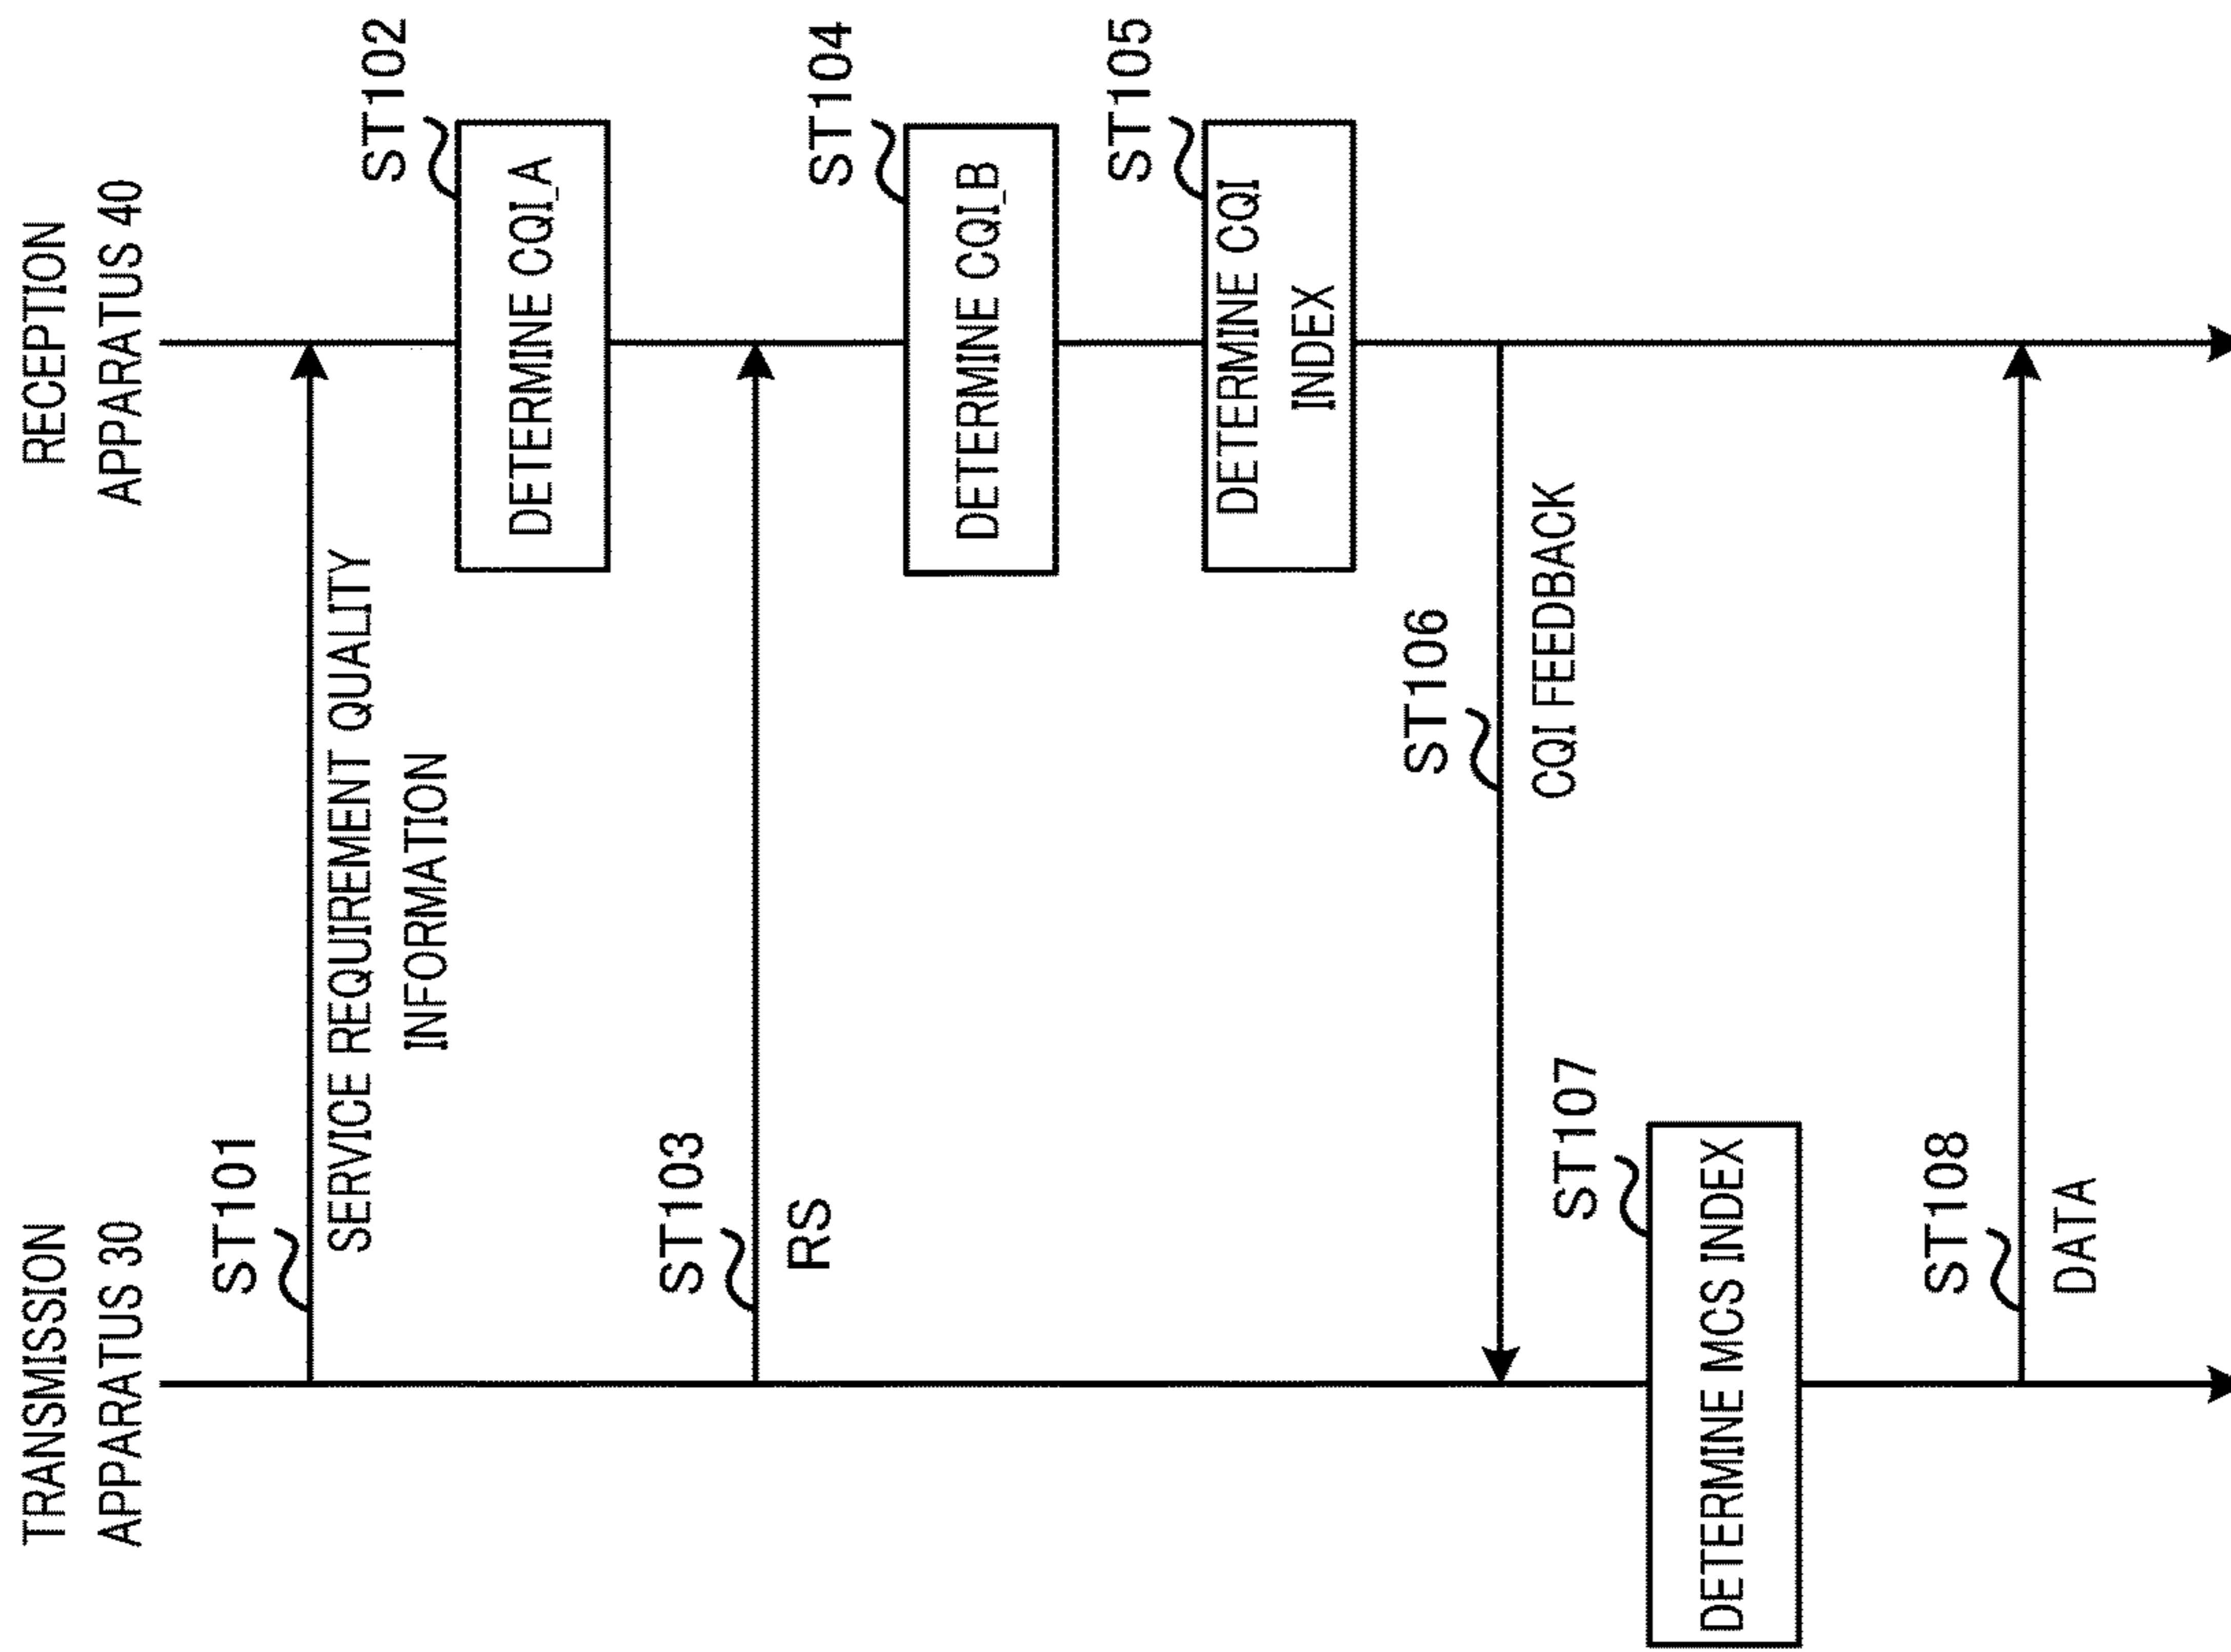 TRANSMISSION
APPARATUS 30
RECEPTION
APPARATUS 40
ST101
SERVICE REQUIREMENT QUALITY
INFORMATION
ST102
DETERMINE CQI_A
ST103
RS
ST104
DETERMINE CQI_B
ST105
DETERMINE CQI
INDEX
ST106
CQI FEEDBACK
ST107
DETERMINE MCS INDEX
ST108
DATA